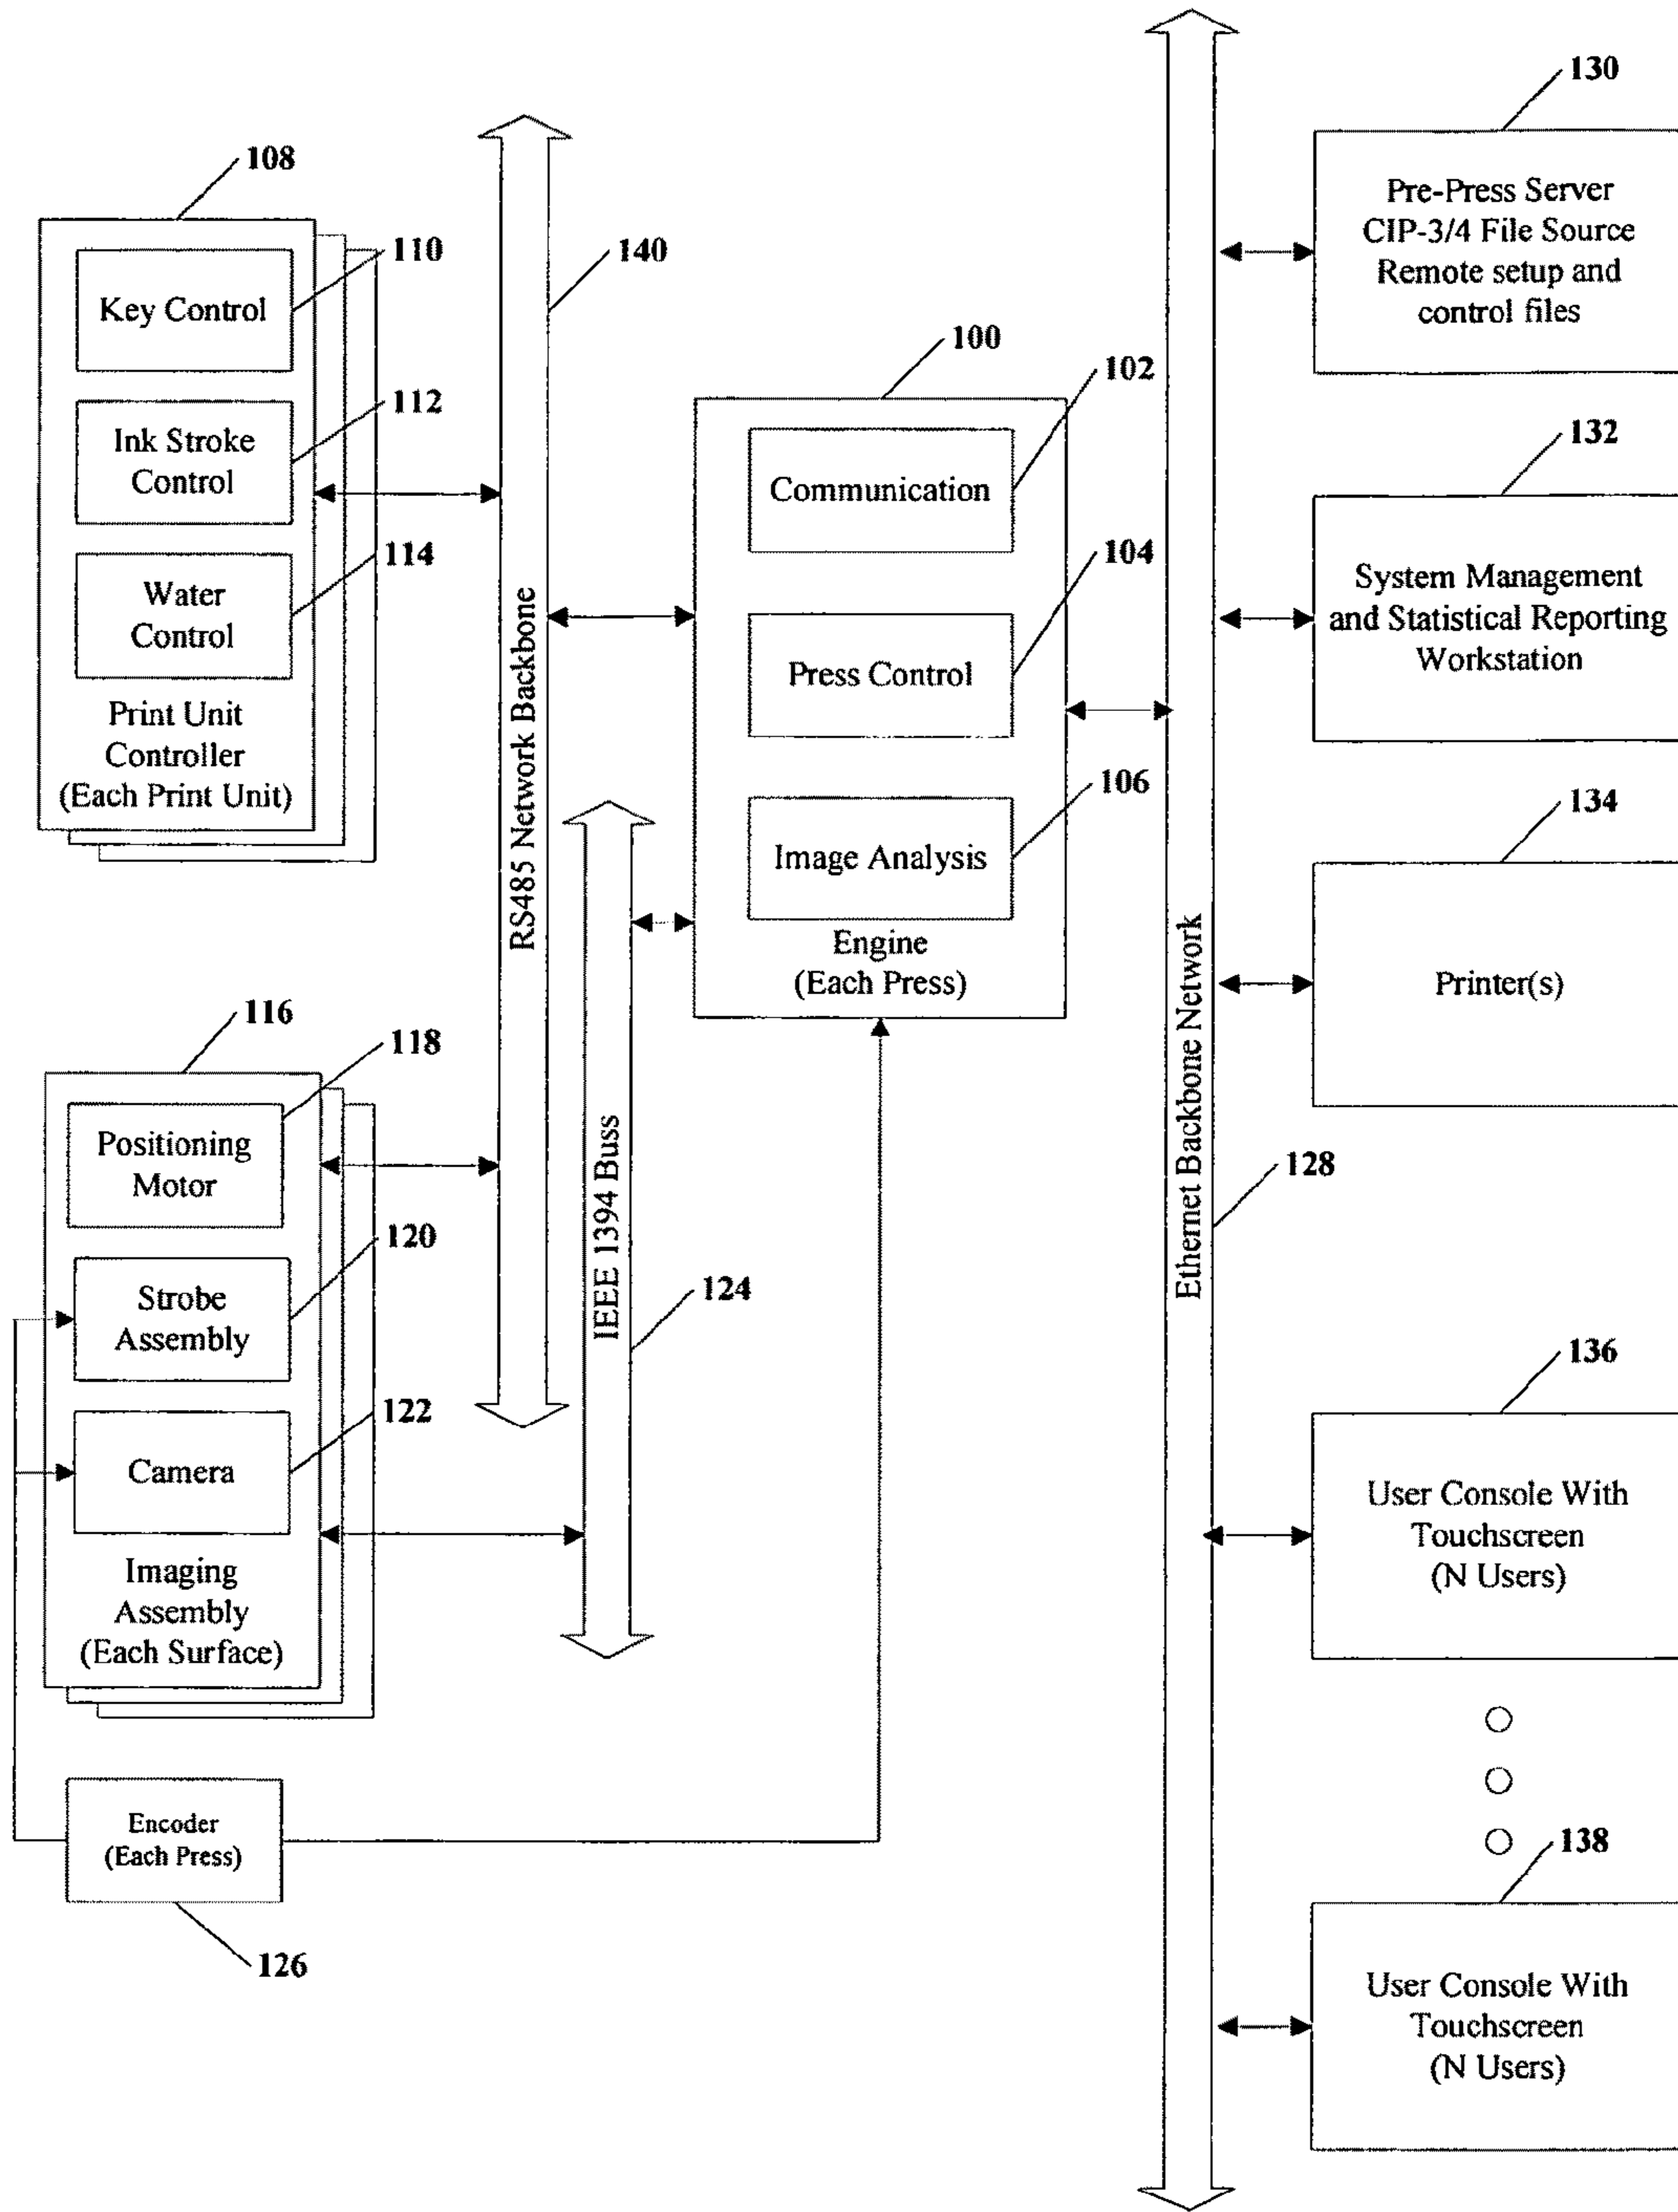 108
110
Key Control
112
Ink Stroke
Control
114
Water
Control
Print Unit
Controller
(Each Print Unit)
140
RS485 Network Backbone
116
118
Positioning
Motor
120
Strobe
Assembly
122
Camera
Imaging
Assembly
(Each Surface)
IEEE 1394 Buss
124
Encoder
(Each Press)
126
100
102
Communication
104
Press Control
106
Image Analysis
Engine
(Each Press)
Ethernet Backbone Network
128
130
Pre-Press Server
CIP-3/4 File Source
Remote setup and
control files
132
System Management
and Statistical Reporting
Workstation
134
Printer(s)
136
User Console With
Touchscreen
(N Users)
138
User Console With
Touchscreen
(N Users)